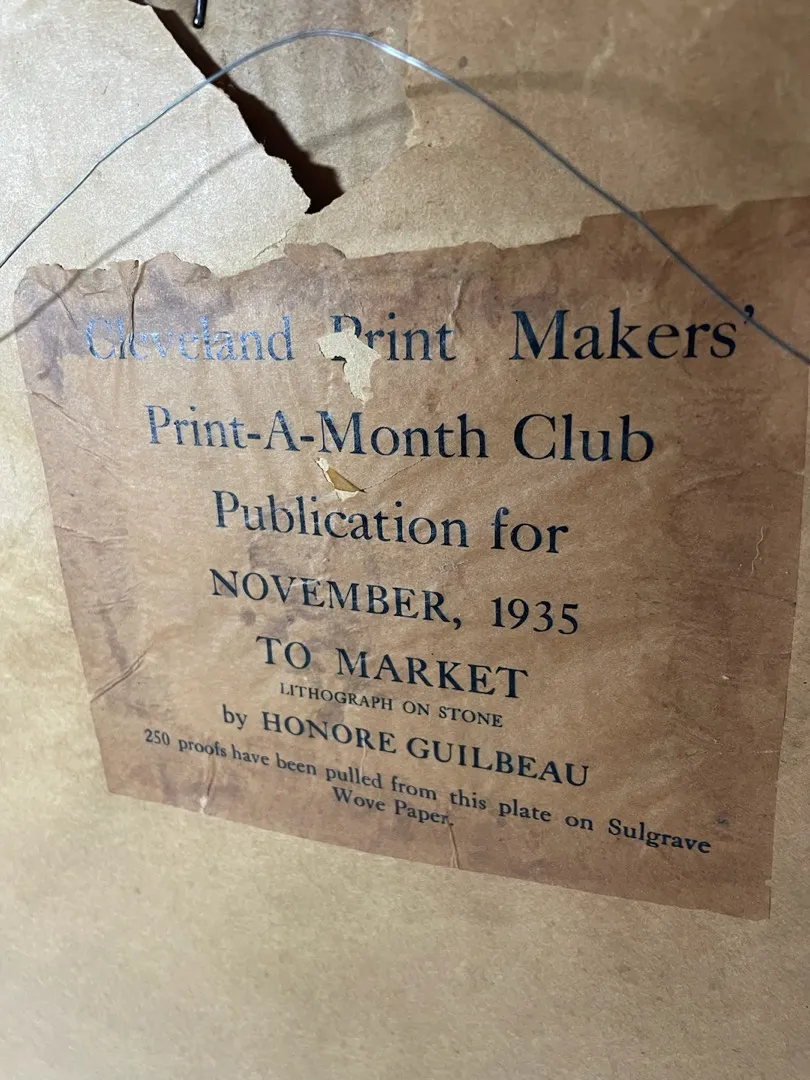 Cleveland Print Makers'
Print-A-Month Club
Publication for
NOVEMBER, 1935
TO MARKET
LITHOGRAPH ON STONE
by HONORE GUILBEAU
250 proofs have been pulled from this plate on Sulgrave
Wove Paper.